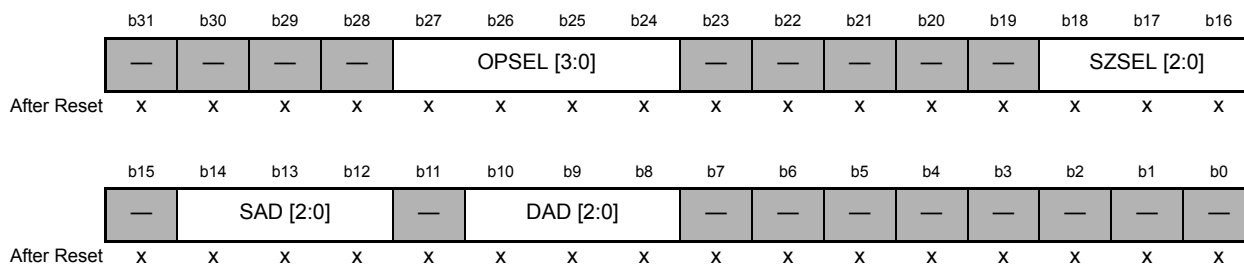 b31 b30 b29 b28 b27 b26 b25 b24 b23 b22 b21 b20 b19 b18 b17 b16
— — — — OPSEL [3:0] — — — — — SZSEL [2:0]
After Reset x x x x x x x x x x x x x x x x
b15 b14 b13 b12 b11 b10 b9 b8 b7 b6 b5 b4 b3 b2 b1 b0
— SAD [2:0] — DAD [2:0] — — — — — — — —
After Reset x x x x x x x x x x x x x x x x